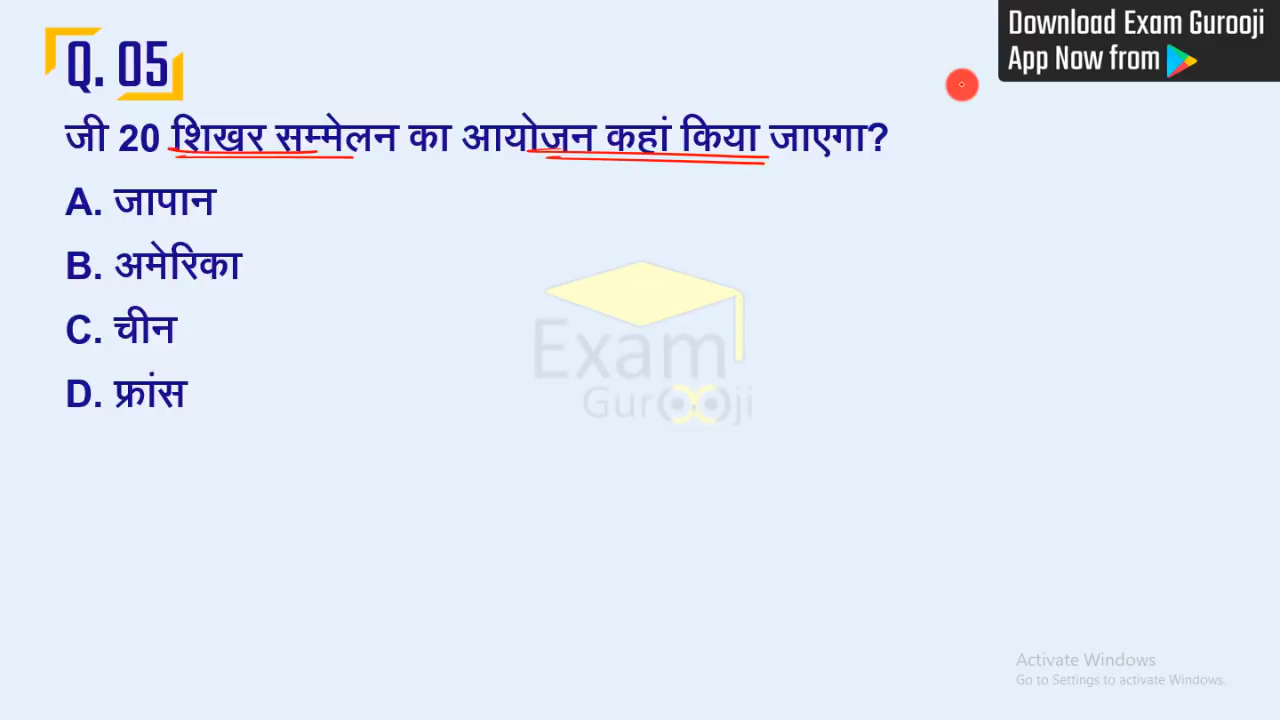 Download Exam Gurooji
App Now from
Q. 05
जी 20 शिखर सम्मेलन का आयोजन कहां किया जाएगा?
A. जापान
B. अमेरिका
C. चीन
D. फ्रांस
Exam
Gurooji
Activate Windows
Go to Settings to activate Windows.